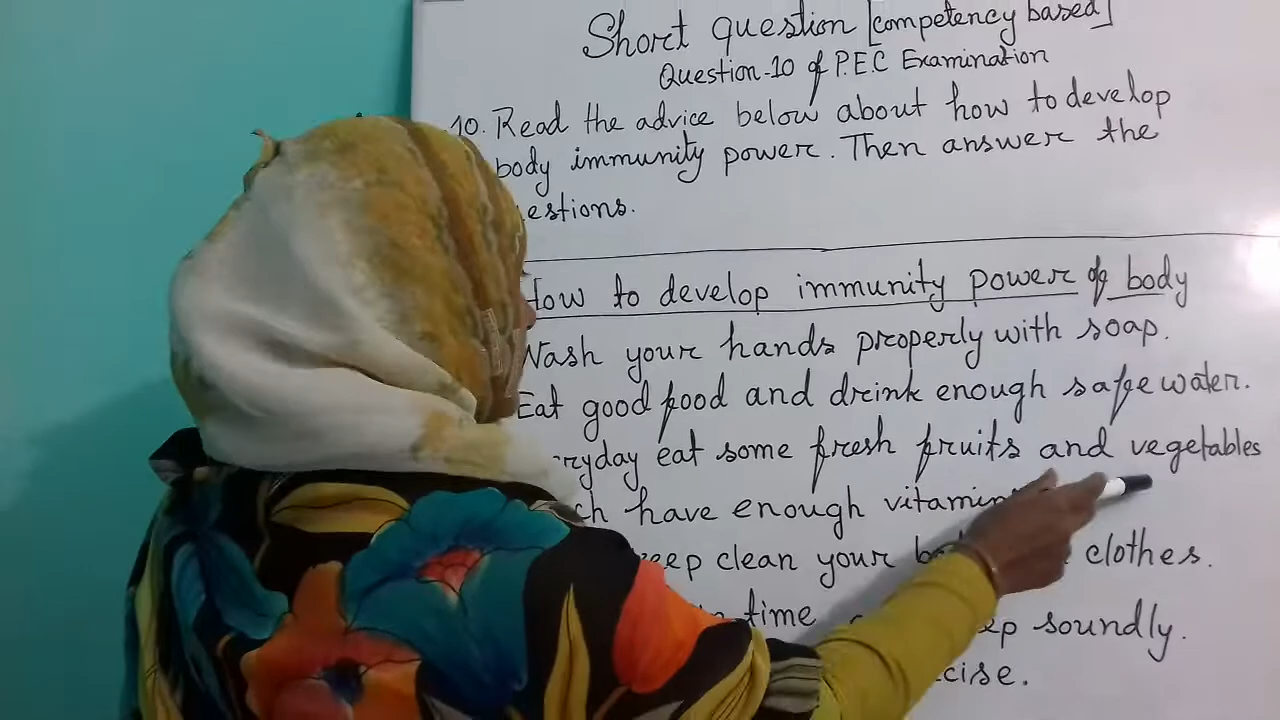 Short question [competency based]
Question-10 of P.E.C Examination
10. Read the advice below about how to develop
body immunity power. Then answer the
estions.
How to develop immunity power of body
Wash your hands properly with soap.
Eat good food and drink enough safe water.
ryday eat some fresh fruits and vegetables
ch have enough vitamin
eep clean your clothes.
time ep soundly.
cise.